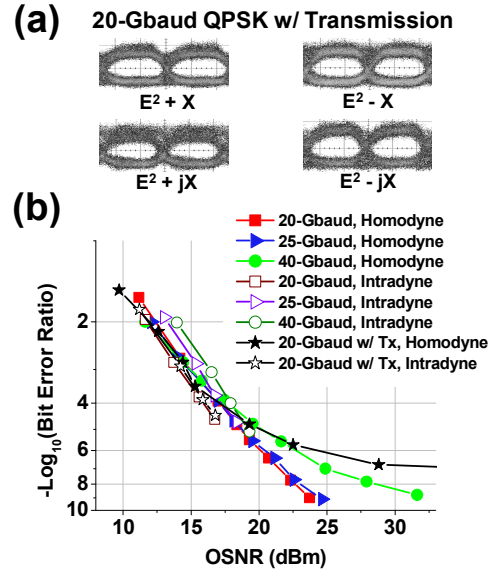 (a) 20-Gbaud QPSK w/ Transmission
E² + X
E² - X
E² + jX
E² - jX
(b)
20-Gbaud, Homodyne
25-Gbaud, Homodyne
40-Gbaud, Homodyne
20-Gbaud, Intradyne
25-Gbaud, Intradyne
40-Gbaud, Intradyne
20-Gbaud w/ Tx, Homodyne
20-Gbaud w/ Tx, Intradyne
-Log₁₀(Bit Error Ratio)
2
4
6
8
10
10 15 20 25 30
OSNR (dBm)